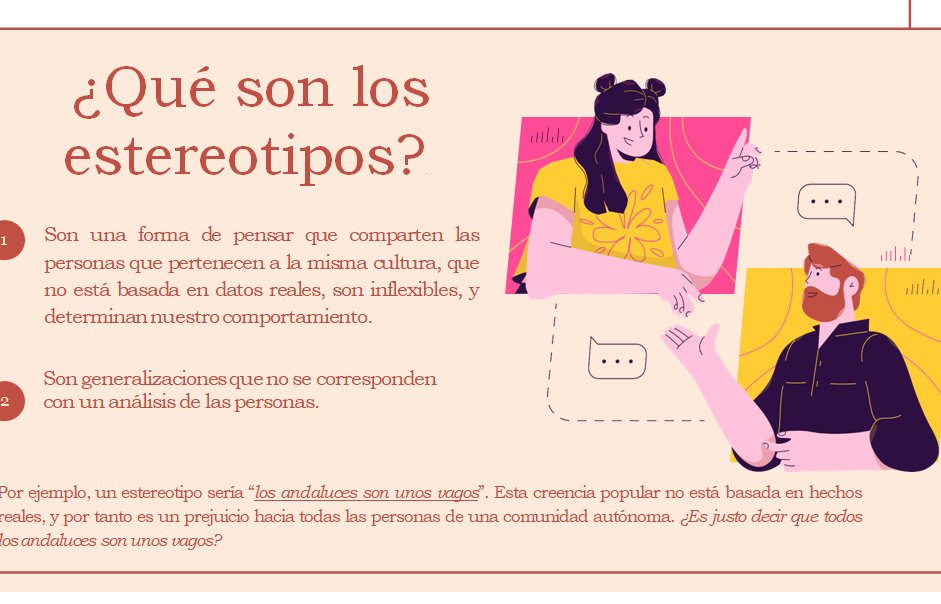 ¿Qué son los
estereotipos?
1
Son una forma de pensar que comparten las
personas que pertenecen a la misma cultura, que
no está basada en datos reales, son inflexibles, y
determinan nuestro comportamiento.
2
Son generalizaciones que no se corresponden
con un análisis de las personas.
Por ejemplo, un estereotipo sería “los andaluces son unos vagos”. Esta creencia popular no está basada en hechos
reales, y por tanto es un prejuicio hacia todas las personas de una comunidad autónoma. ¿Es justo decir que todos
los andaluces son unos vagos?